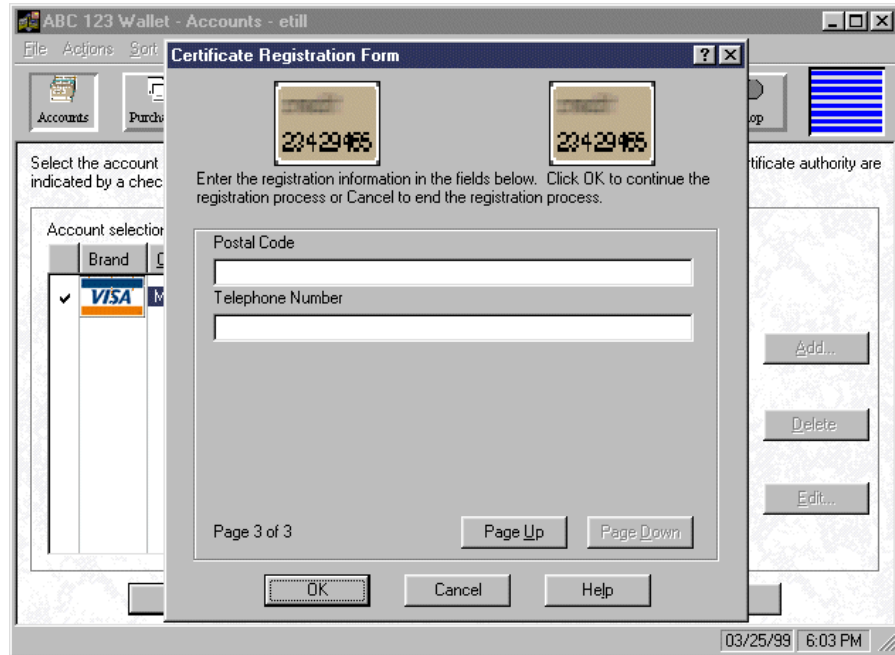 ABC 123 Wallet - Accounts - etill
File Actions Sort
Certificate Registration Form
Accounts
Purch
op
23429465
23429465
Select the account
tificate authority are
indicated by a chec
Enter the registration information in the fields below. Click OK to continue the
registration process or Cancel to end the registration process.
Account selection
Brand
VISA
M
Postal Code
Telephone Number
Add...
Delete
Edit...
Page 3 of 3
Page Up
Page Down
OK
Cancel
Help
03/25/99
6:03 PM